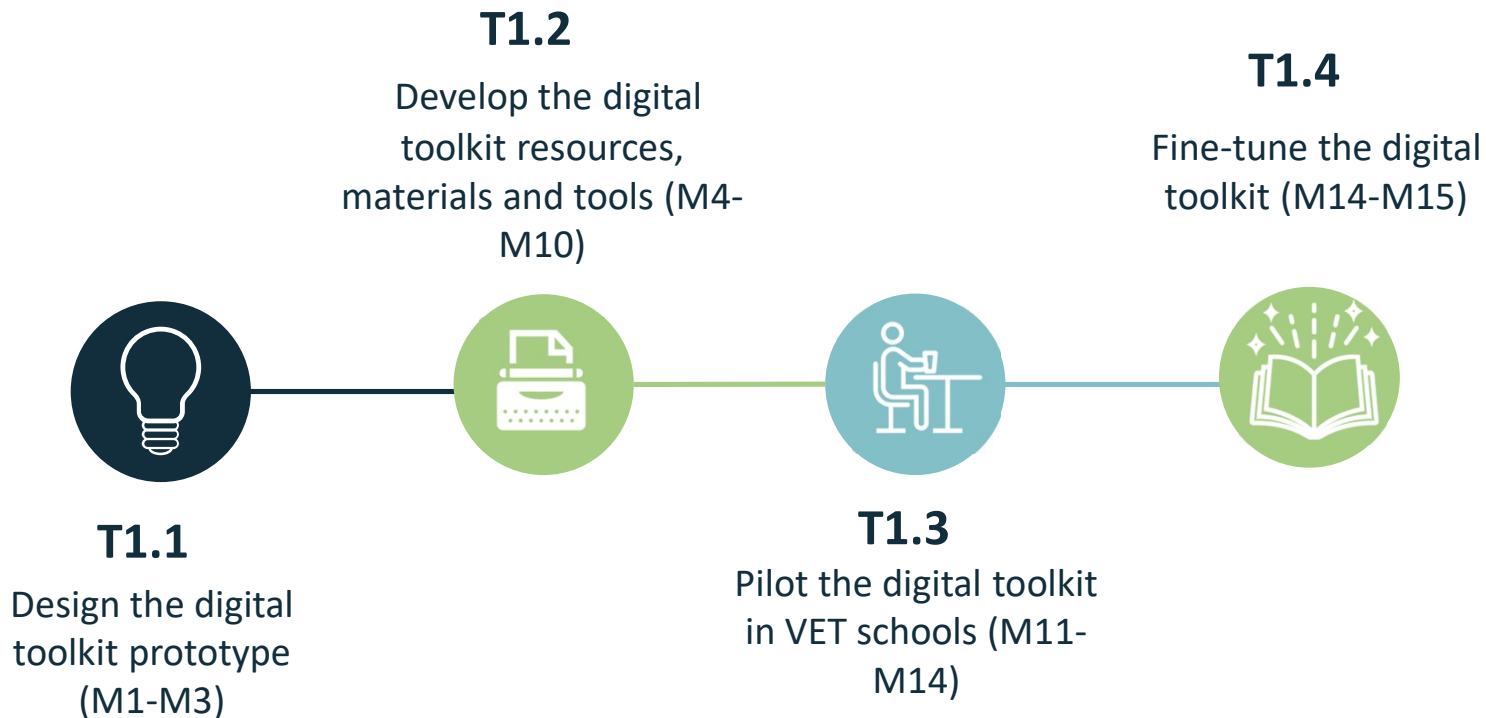 T1.1
Design the digital
toolkit prototype
(M1-M3)
T1.2
Develop the digital
toolkit resources,
materials and tools (M4-
M10)
T1.3
Pilot the digital toolkit
in VET schools (M11-
M14)
T1.4
Fine-tune the digital
toolkit (M14-M15)